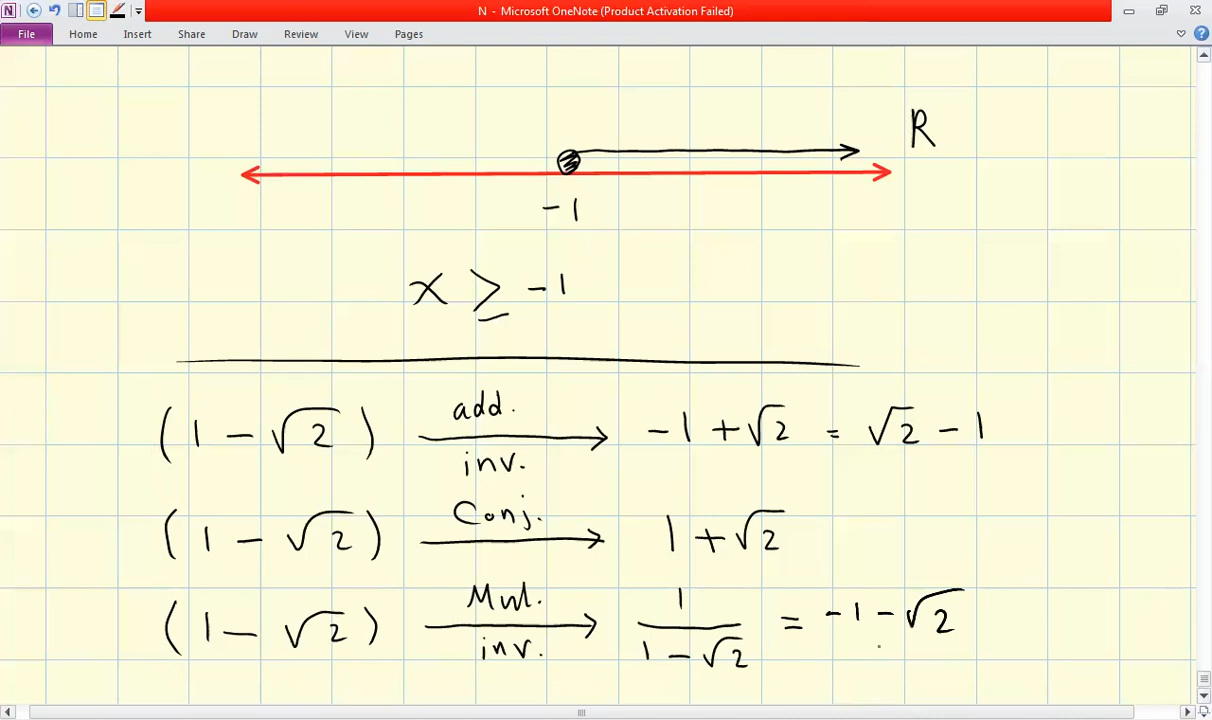 N - Microsoft OneNote (Product Activation Failed)
File Home Insert Share Draw Review View Pages
R
-1
x ≥ -1
(1 - √2) add. inv. → -1 + √2 = √2 - 1
(1 - √2) Conj. → 1 + √2
(1 - √2) Mul. inv. → 1/(1 - √2) = -1 - √2